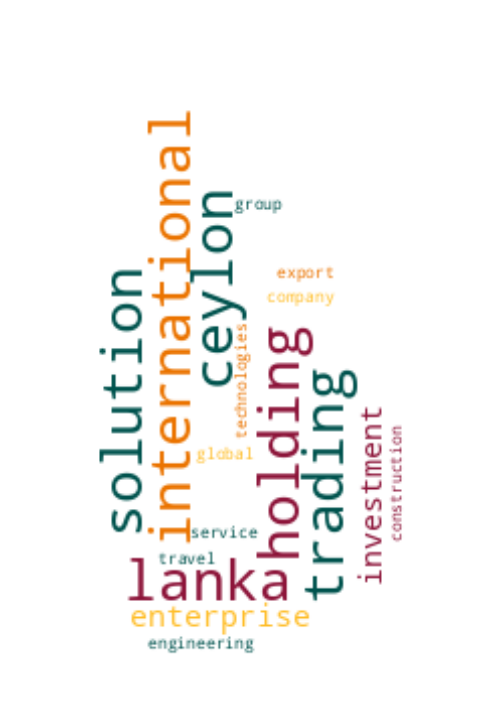 international
ceylon
group
solution
export
company
technologies
holding
trading
investment
construction
global
service
travel
lanka
enterprise
engineering